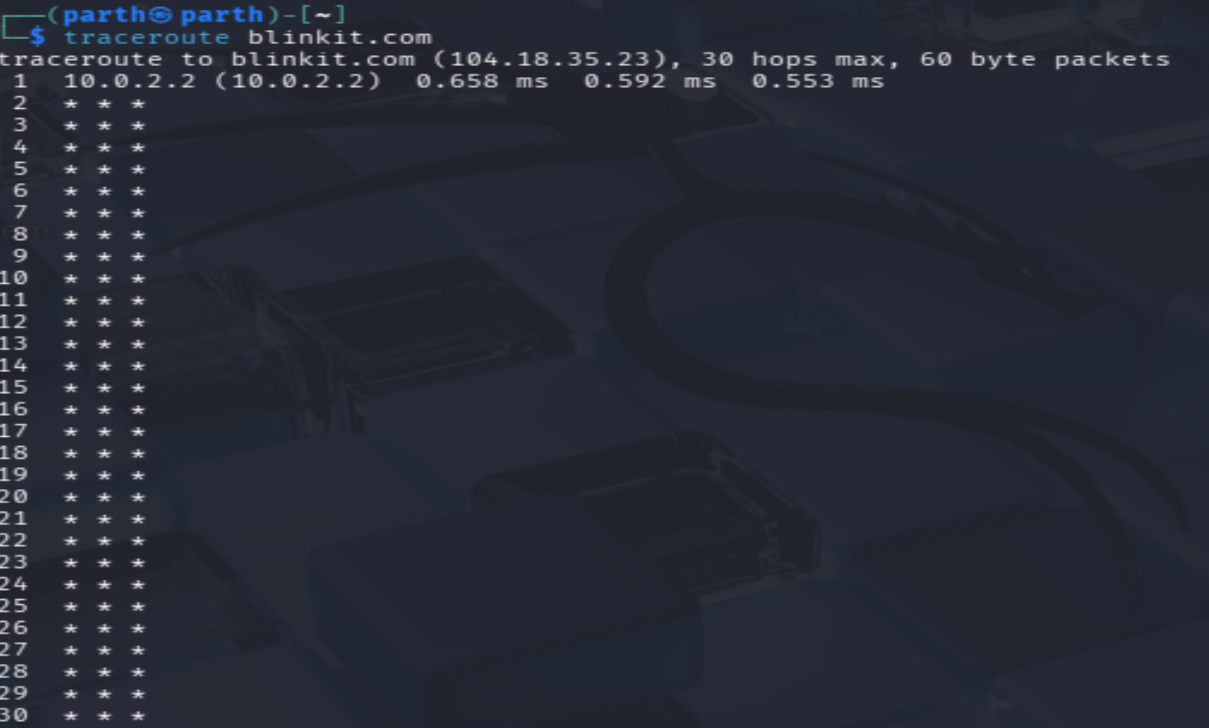 ┌──(parth㉿parth)-[~]
└─$ traceroute blinkit.com
traceroute to blinkit.com (104.18.35.23), 30 hops max, 60 byte packets
 1  10.0.2.2 (10.0.2.2)  0.658 ms  0.592 ms  0.553 ms
 2  * * *
 3  * * *
 4  * * *
 5  * * *
 6  * * *
 7  * * *
 8  * * *
 9  * * *
10  * * *
11  * * *
12  * * *
13  * * *
14  * * *
15  * * *
16  * * *
17  * * *
18  * * *
19  * * *
20  * * *
21  * * *
22  * * *
23  * * *
24  * * *
25  * * *
26  * * *
27  * * *
28  * * *
29  * * *
30  * * *